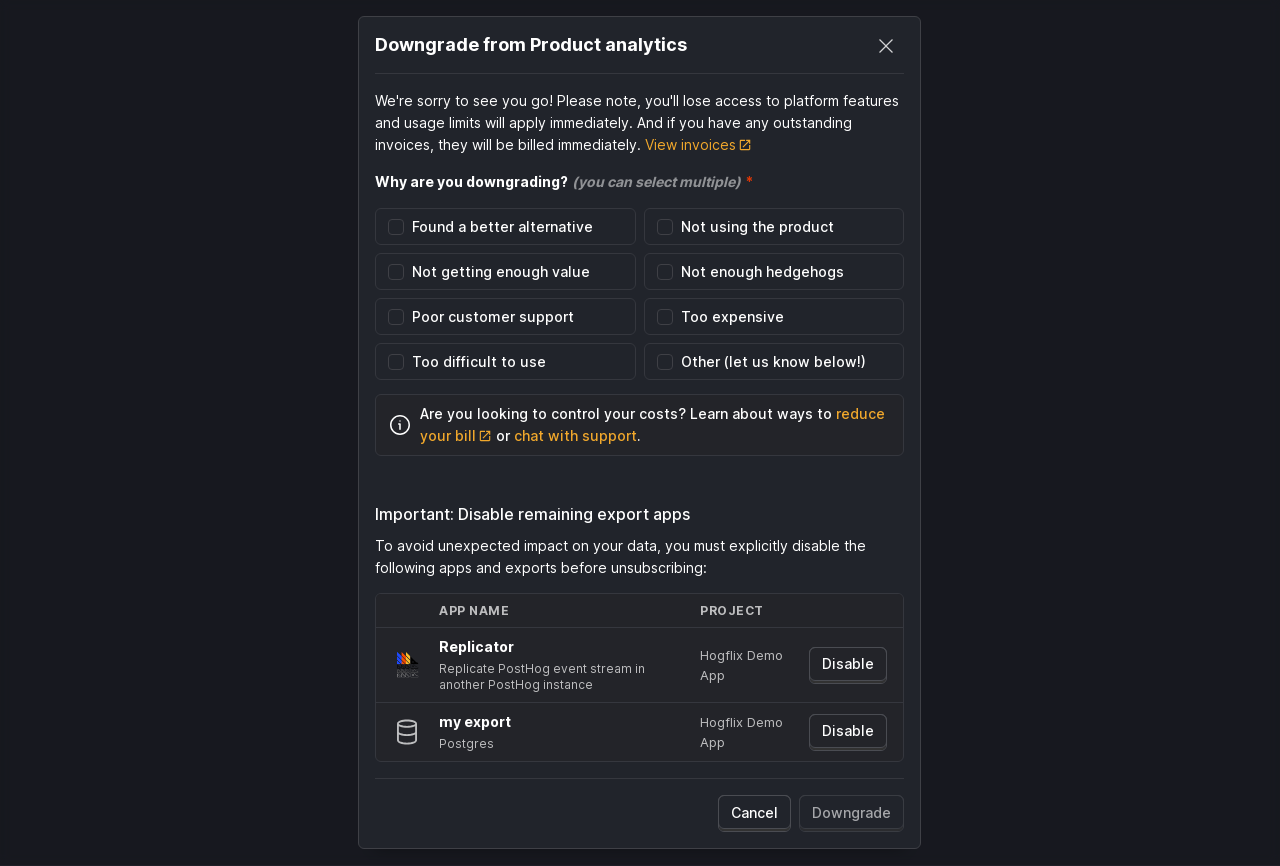 Downgrade from Product analytics
We're sorry to see you go! Please note, you'll lose access to platform features
and usage limits will apply immediately. And if you have any outstanding
invoices, they will be billed immediately. View invoices
Why are you downgrading? (you can select multiple) *
Found a better alternative
Not using the product
Not getting enough value
Not enough hedgehogs
Poor customer support
Too expensive
Too difficult to use
Other (let us know below!)
Are you looking to control your costs? Learn about ways to reduce
your bill or chat with support.
Important: Disable remaining export apps
To avoid unexpected impact on your data, you must explicitly disable the
following apps and exports before unsubscribing:
APP NAME
PROJECT
Replicator
Replicate PostHog event stream in
another PostHog instance
Hogflix Demo
App
Disable
my export
Postgres
Hogflix Demo
App
Disable
Cancel
Downgrade